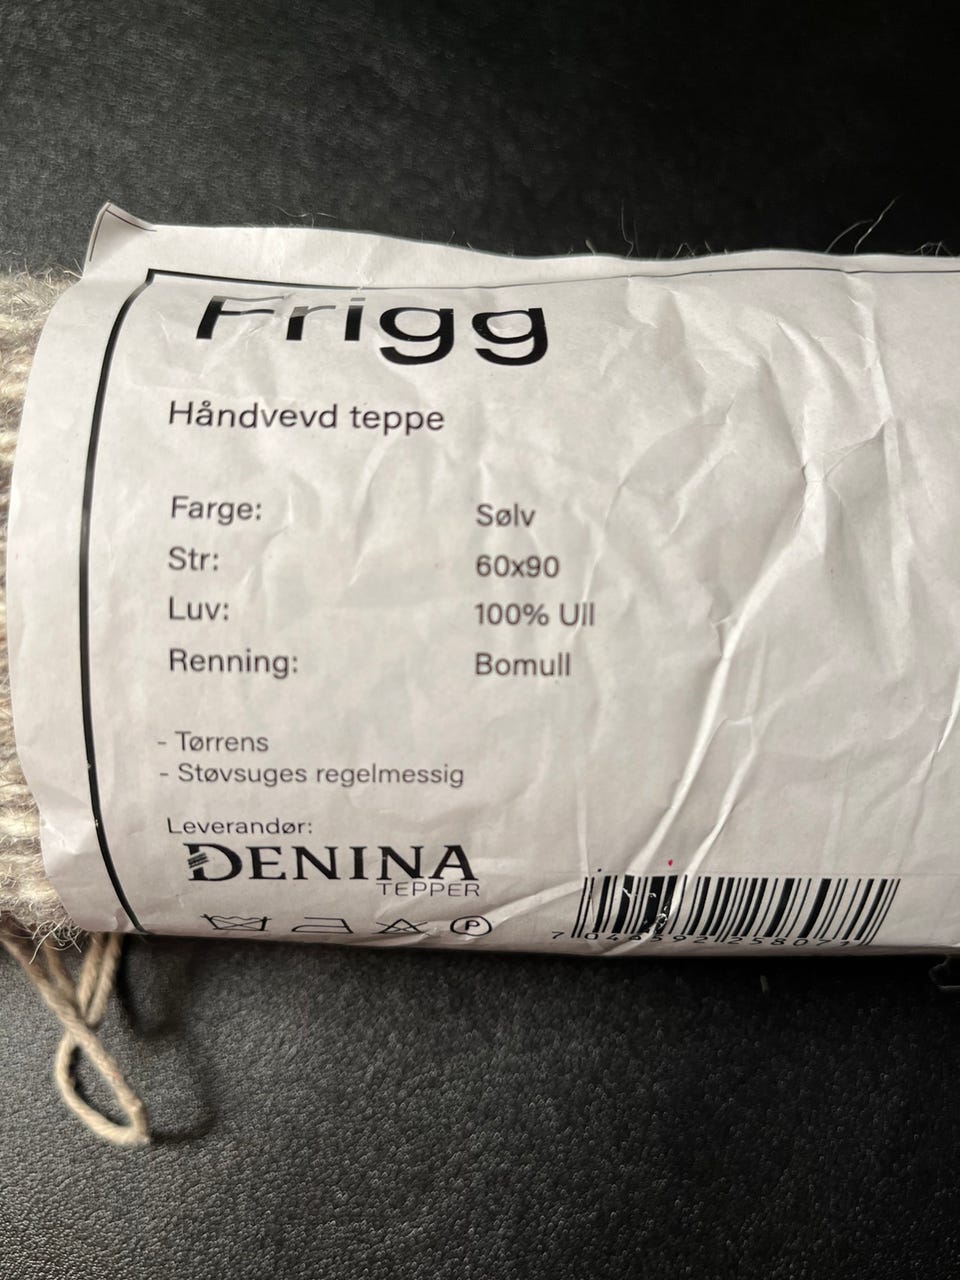 Frigg
Håndvevd teppe
Farge: Sølv
Str: 60x90
Luv: 100% Ull
Renning: Bomull
- Tørrens
- Støvsuges regelmessig
Leverandør:
DENINA
TEPPER
P